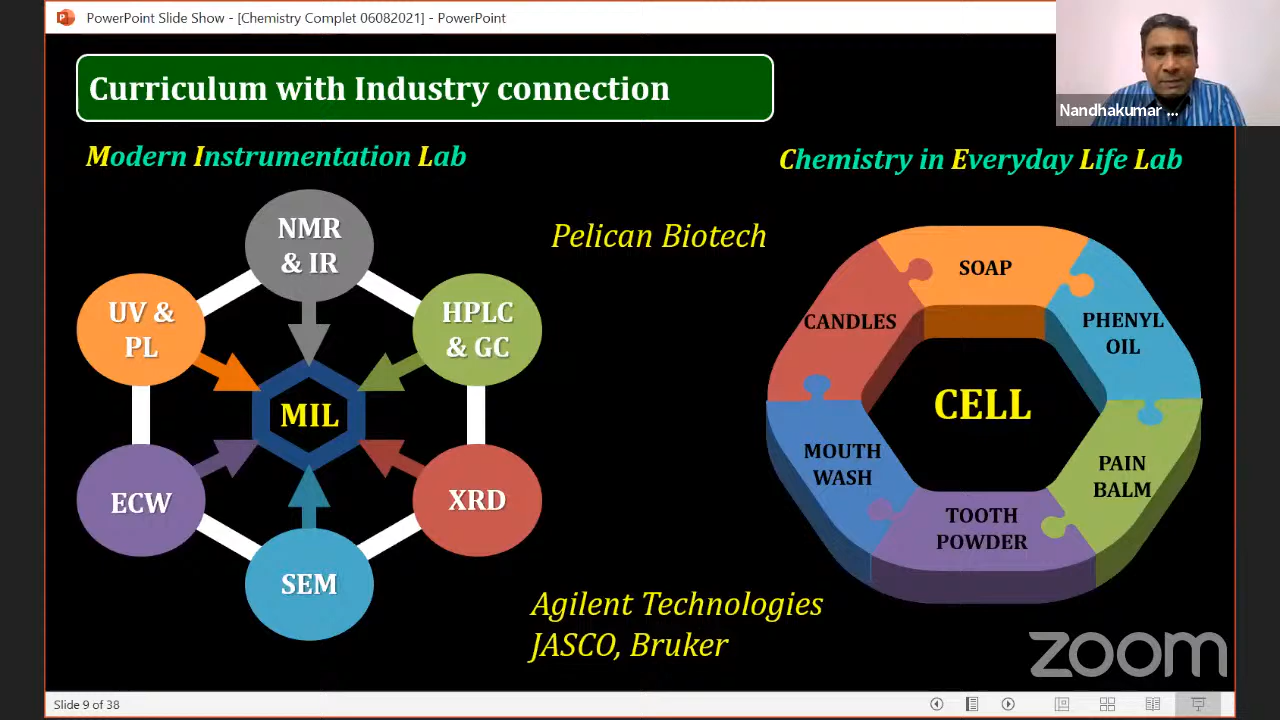 PowerPoint Slide Show - [Chemistry Complet 06082021] - PowerPoint
Nandhakumar ...
Curriculum with Industry connection
Modern Instrumentation Lab
Chemistry in Everyday Life Lab
NMR
& IR
UV &
PL
HPLC
& GC
MIL
ECW
XRD
SEM
Pelican Biotech
SOAP
CANDLES
PHENYL
OIL
CELL
MOUTH
WASH
PAIN
BALM
TOOTH
POWDER
Agilent Technologies
JASCO, Bruker
zoom
Slide 9 of 38